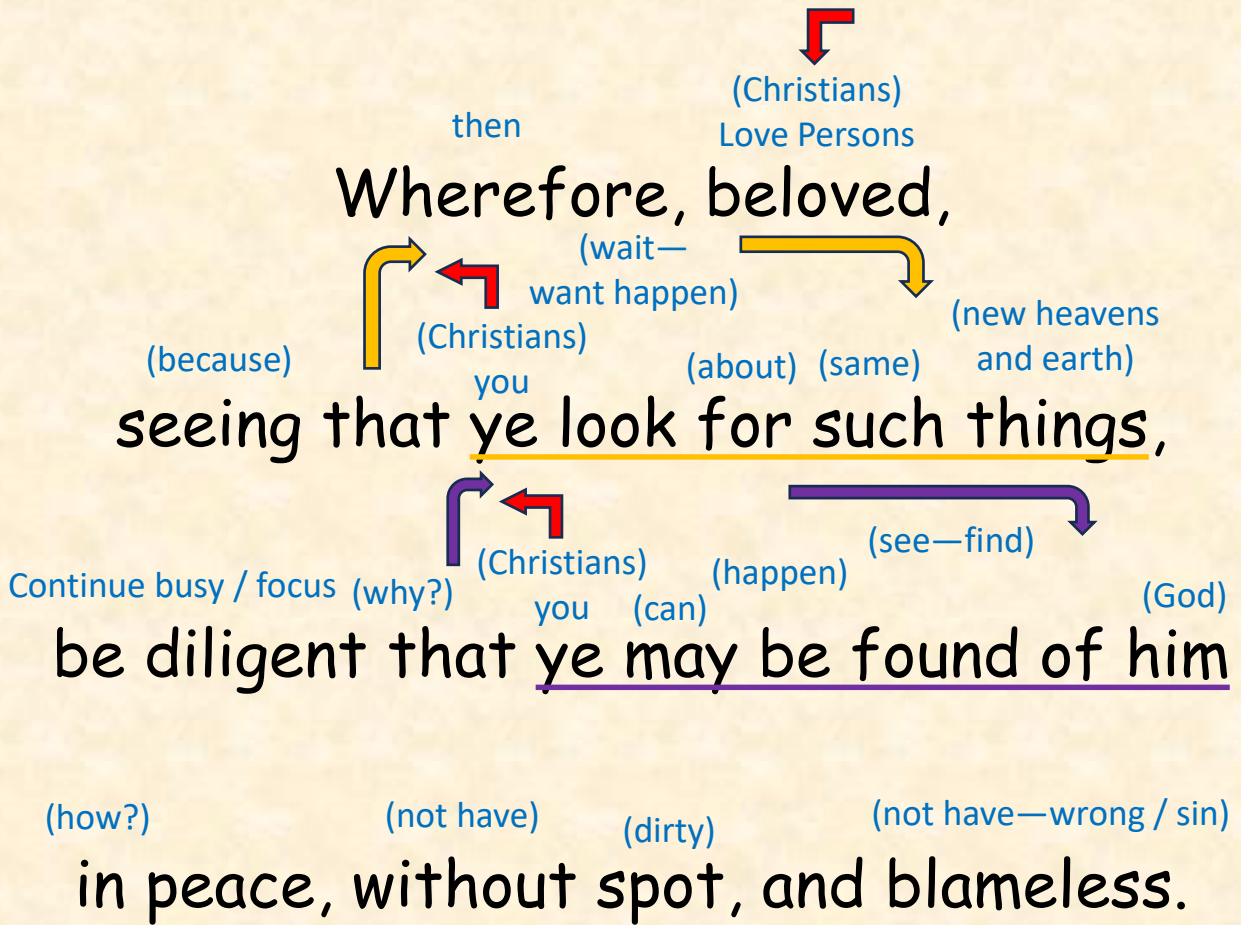 (Christians)
then Love Persons
Wherefore, beloved,
(wait—
want happen)
(new heavens
(Christians)
(because) (about) (same) and earth)
you
seeing that ye look for such things,
(see—find)
(Christians) (happen)
Continue busy / focus (why?) you (can) (God)
be diligent that ye may be found of him
(how?) (not have) (dirty) (not have—wrong / sin)
in peace, without spot, and blameless.